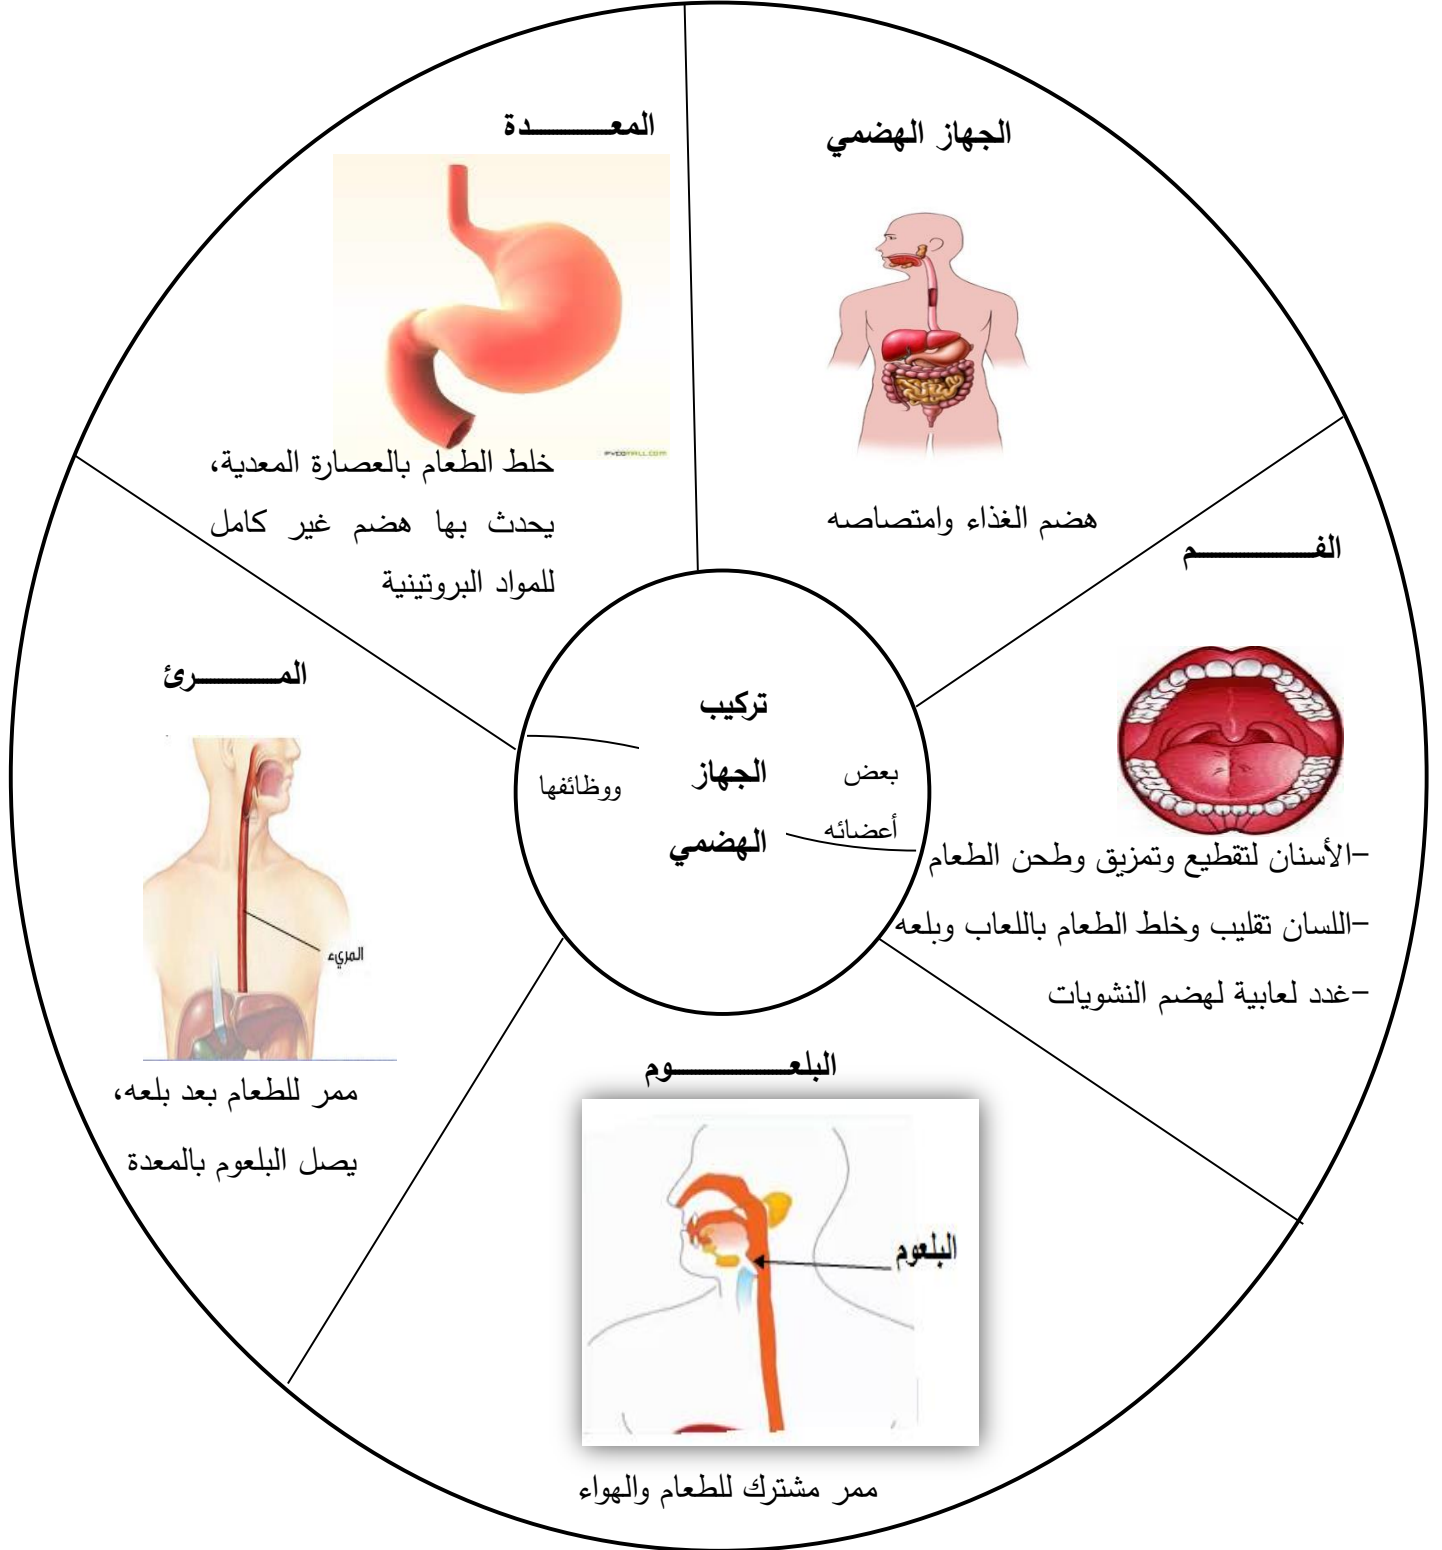 الجهاز الهضمي
هضم الغذاء وامتصاصه
الفـــــــــم
-الأسنان لتقطيع وتمزيق وطحن الطعام
-اللسان تقليب وخلط الطعام باللعاب وبلعه
-غدد لعابية لهضم النشويات
البلعـــــــــوم
البلعوم
ممر مشترك للطعام والهواء
المـــــــرئ
المريء
ممر للطعام بعد بلعه،
يصل البلعوم بالمعدة
المعـــــــدة
خلط الطعام بالعصارة المعدية،
يحدث بها هضم غير كامل
للمواد البروتينية
تركيب
الجهاز
الهضمي
بعض
أعضائه
ووظائفها